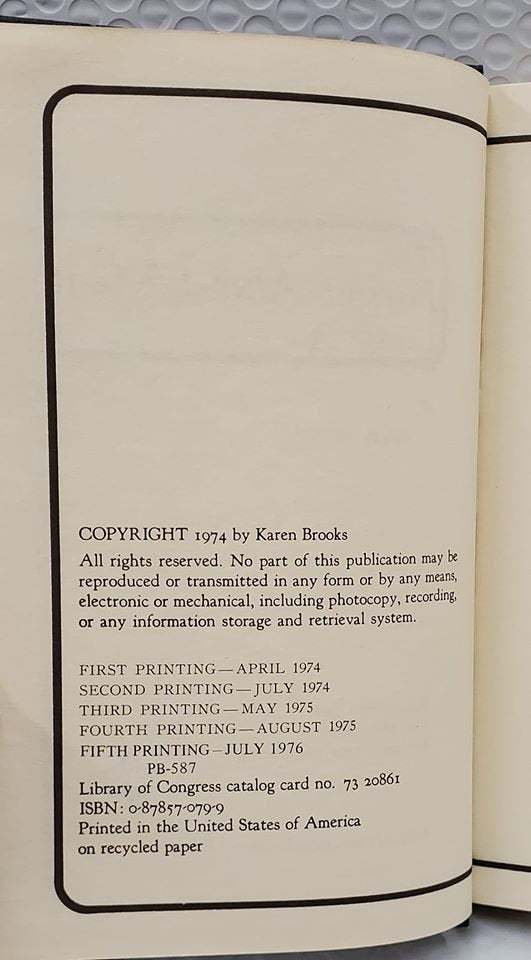 COPYRIGHT 1974 by Karen Brooks
All rights reserved. No part of this publication may be
reproduced or transmitted in any form or by any means,
electronic or mechanical, including photocopy, recording,
or any information storage and retrieval system.
FIRST PRINTING—APRIL 1974
SECOND PRINTING—JULY 1974
THIRD PRINTING—MAY 1975
FOURTH PRINTING—AUGUST 1975
FIFTH PRINTING—JULY 1976
PB-587
Library of Congress catalog card no. 73 20861
ISBN: 0-87857-079-9
Printed in the United States of America
on recycled paper